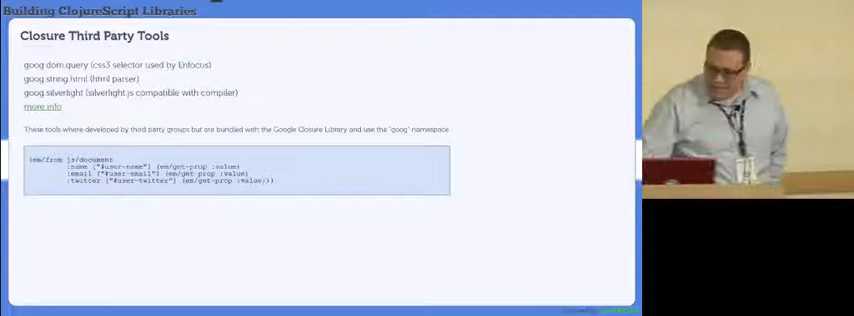 Building ClojureScript Libraries
Closure Third Party Tools
goog.dom.query (css3 selector used by Enfocus)
goog.string.html (html parser)
goog.silverlight (silverlight.js compatible with compiler)
more info
These tools where developed by third party groups but are bundled with the Google Closure Library and use the "goog" namespace
(em/from js/document
:name ["#user-name"] (em/get-prop :value)
:email ["#user-email"] (em/get-prop :value)
:twitter ["#user-twitter"] (em/get-prop :value)))